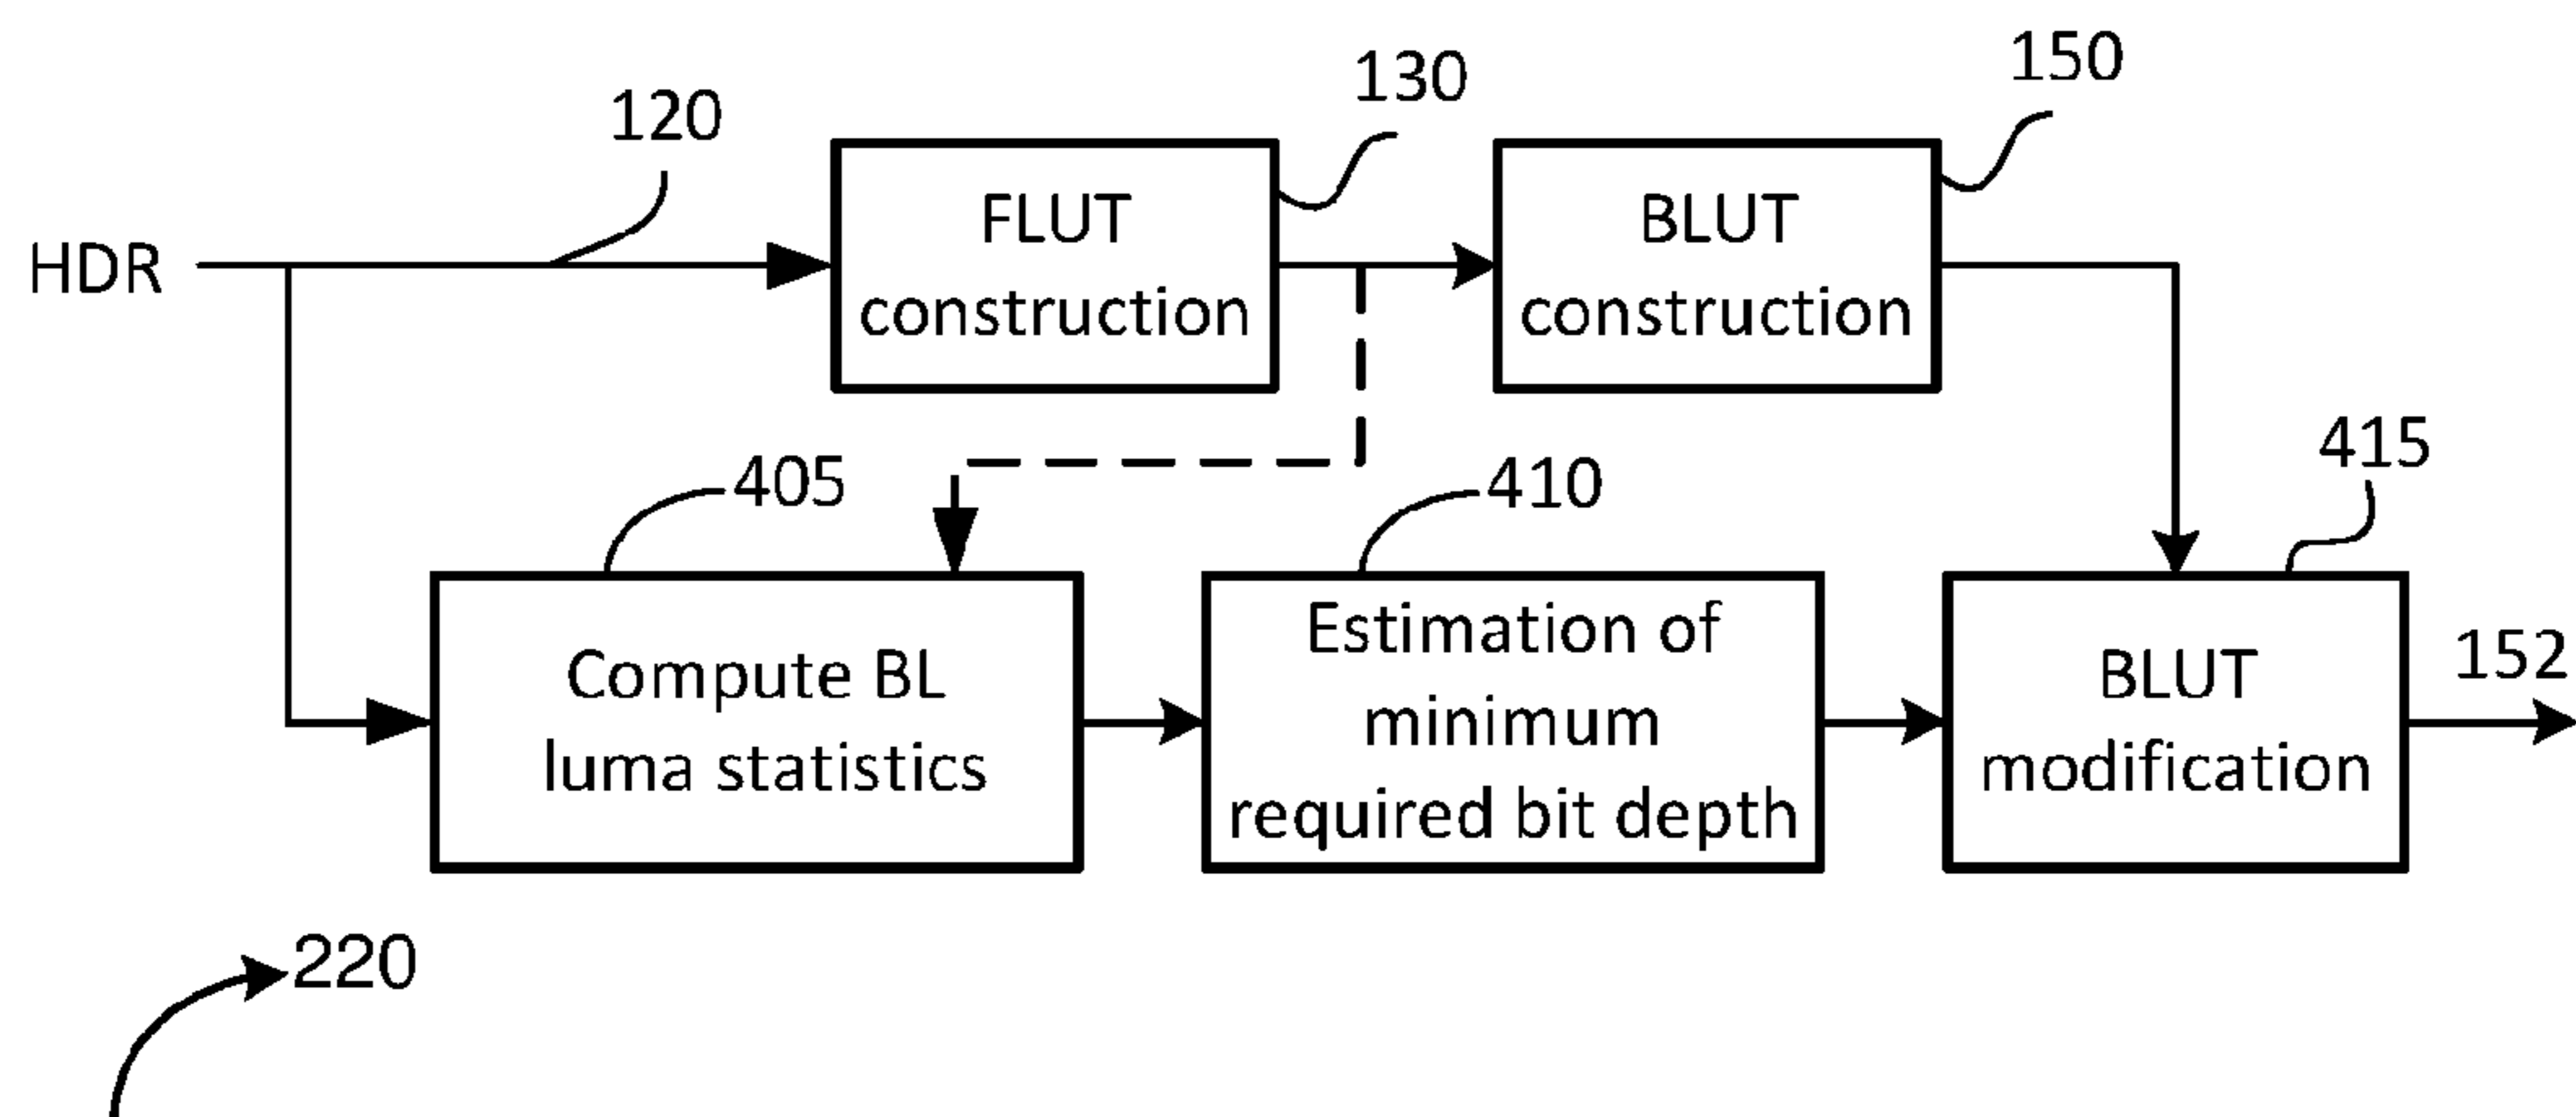 120
130
150
HDR
FLUT
construction
BLUT
construction
405
410
415
Compute BL
luma statistics
Estimation of
minimum
required bit depth
BLUT
modification
152
220